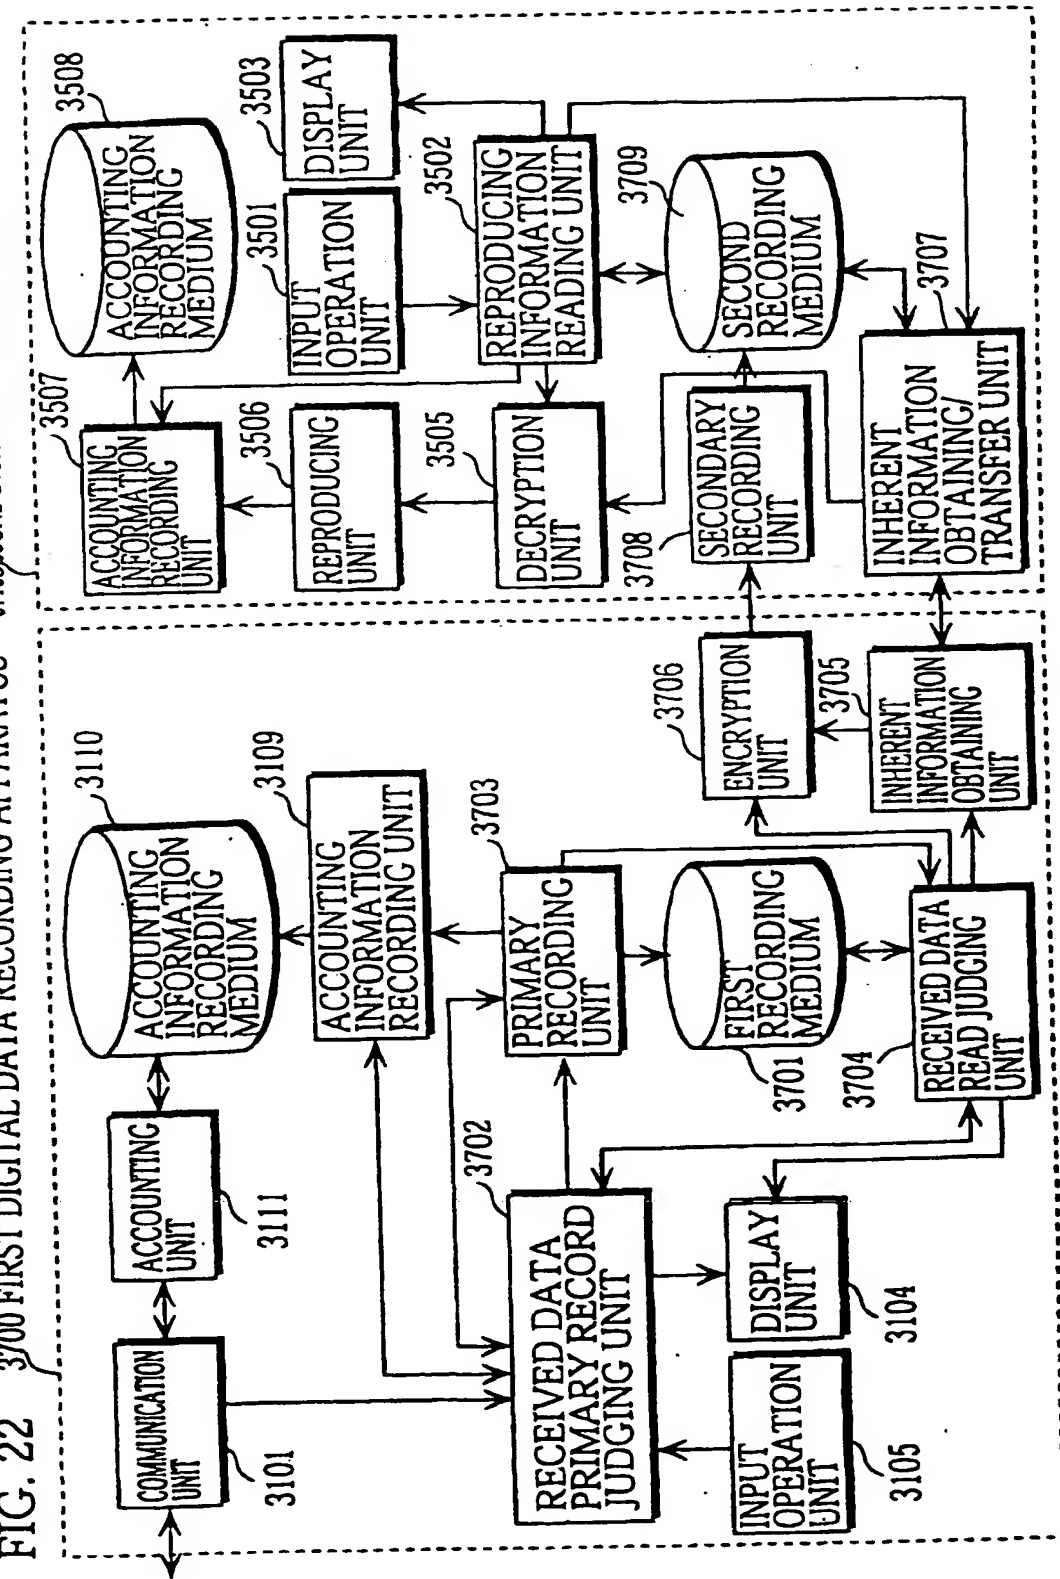 FIG. 22
3700 FIRST DIGITAL DATA RECORDING APPARATUS
COMMUNICATION
UNIT
3101
ACCOUNTING
UNIT
3111
ACCOUNTING
INFORMATION
RECORDING
MEDIUM
3110
ACCOUNTING
INFORMATION
RECORDING UNIT
3109
RECEIVED DATA
PRIMARY RECORD
JUDGING UNIT
3702
PRIMARY
RECORDING
UNIT
3703
INPUT
OPERATION
UNIT
3105
DISPLAY
UNIT
3104
FIRST
RECORDING
MEDIUM
3701
RECEIVED DATA
READ JUDGING
UNIT
3704
ENCRYPTION
UNIT
3706
INHERENT
INFORMATION
OBTAINING
UNIT
3705
ACCOUNTING
INFORMATION
RECORDING
UNIT
3507
ACCOUNTING
INFORMATION
RECORDING
MEDIUM
3508
REPRODUCING
UNIT
3506
INPUT
OPERATION
UNIT
3501
DISPLAY
UNIT
3503
DECRYPTION
UNIT
3505
REPRODUCING
INFORMATION
READING UNIT
3502
SECONDARY
RECORDING
UNIT
3708
SECOND
RECORDING
MEDIUM
3709
INHERENT
INFORMATION
OBTAINING/
TRANSFER UNIT
3707